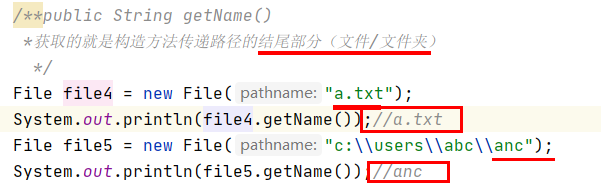 /**public String getName()
*获取的就是构造方法传递路径的结尾部分（文件/文件夹）
*/
File file4 = new File( pathname: "a.txt");
System.out.println(file4.getName());//a.txt
File file5 = new File( pathname: "c:\\users\\abc\\anc");
System.out.println(file5.getName());//anc